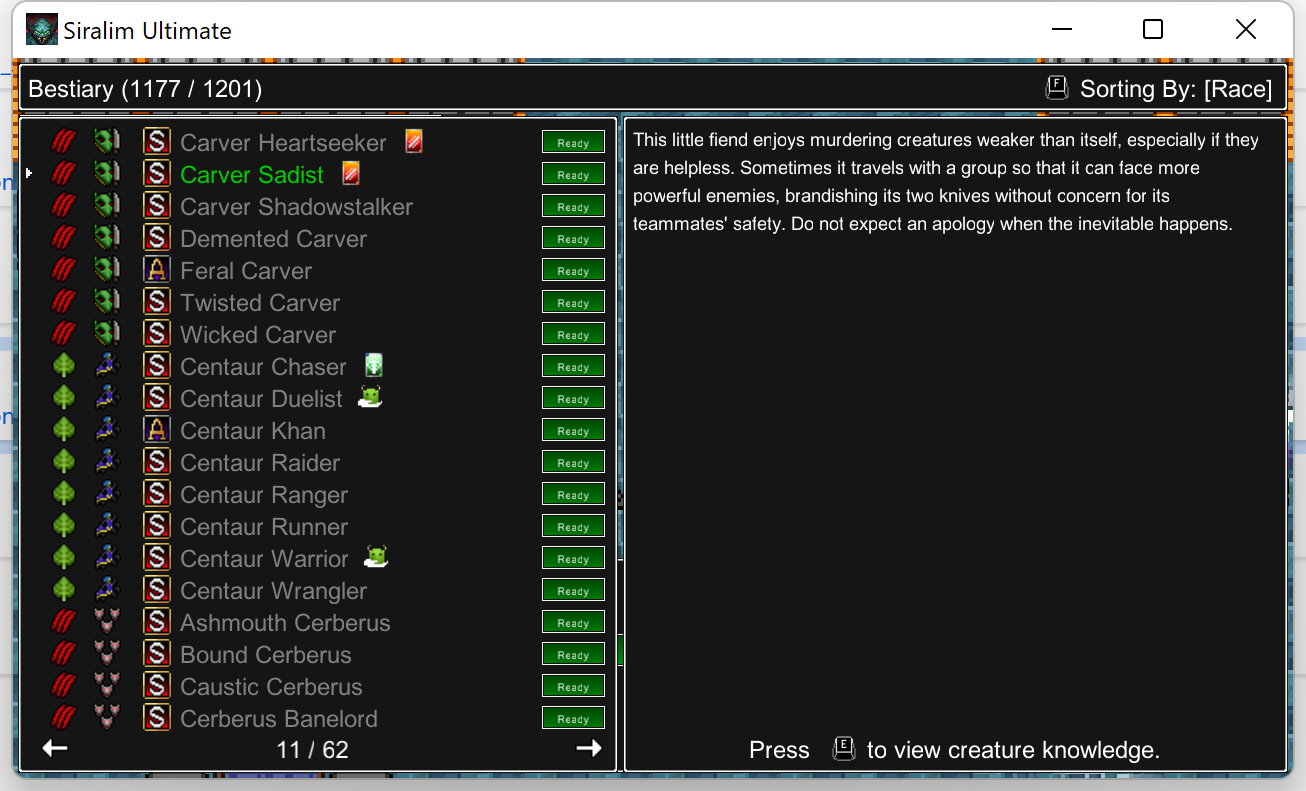 Siralim Ultimate
Bestiary (1177 / 1201)
F Sorting By: [Race]
S Carver Heartseeker Ready
S Carver Sadist Ready
S Carver Shadowstalker Ready
S Demented Carver Ready
A Feral Carver Ready
S Twisted Carver Ready
S Wicked Carver Ready
S Centaur Chaser Ready
S Centaur Duelist Ready
A Centaur Khan Ready
S Centaur Raider Ready
S Centaur Ranger Ready
S Centaur Runner Ready
S Centaur Warrior Ready
S Centaur Wrangler Ready
S Ashmouth Cerberus Ready
S Bound Cerberus Ready
S Caustic Cerberus Ready
S Cerberus Banelord Ready
11 / 62
This little fiend enjoys murdering creatures weaker than itself, especially if they
are helpless. Sometimes it travels with a group so that it can face more
powerful enemies, brandishing its two knives without concern for its
teammates' safety. Do not expect an apology when the inevitable happens.
Press E to view creature knowledge.